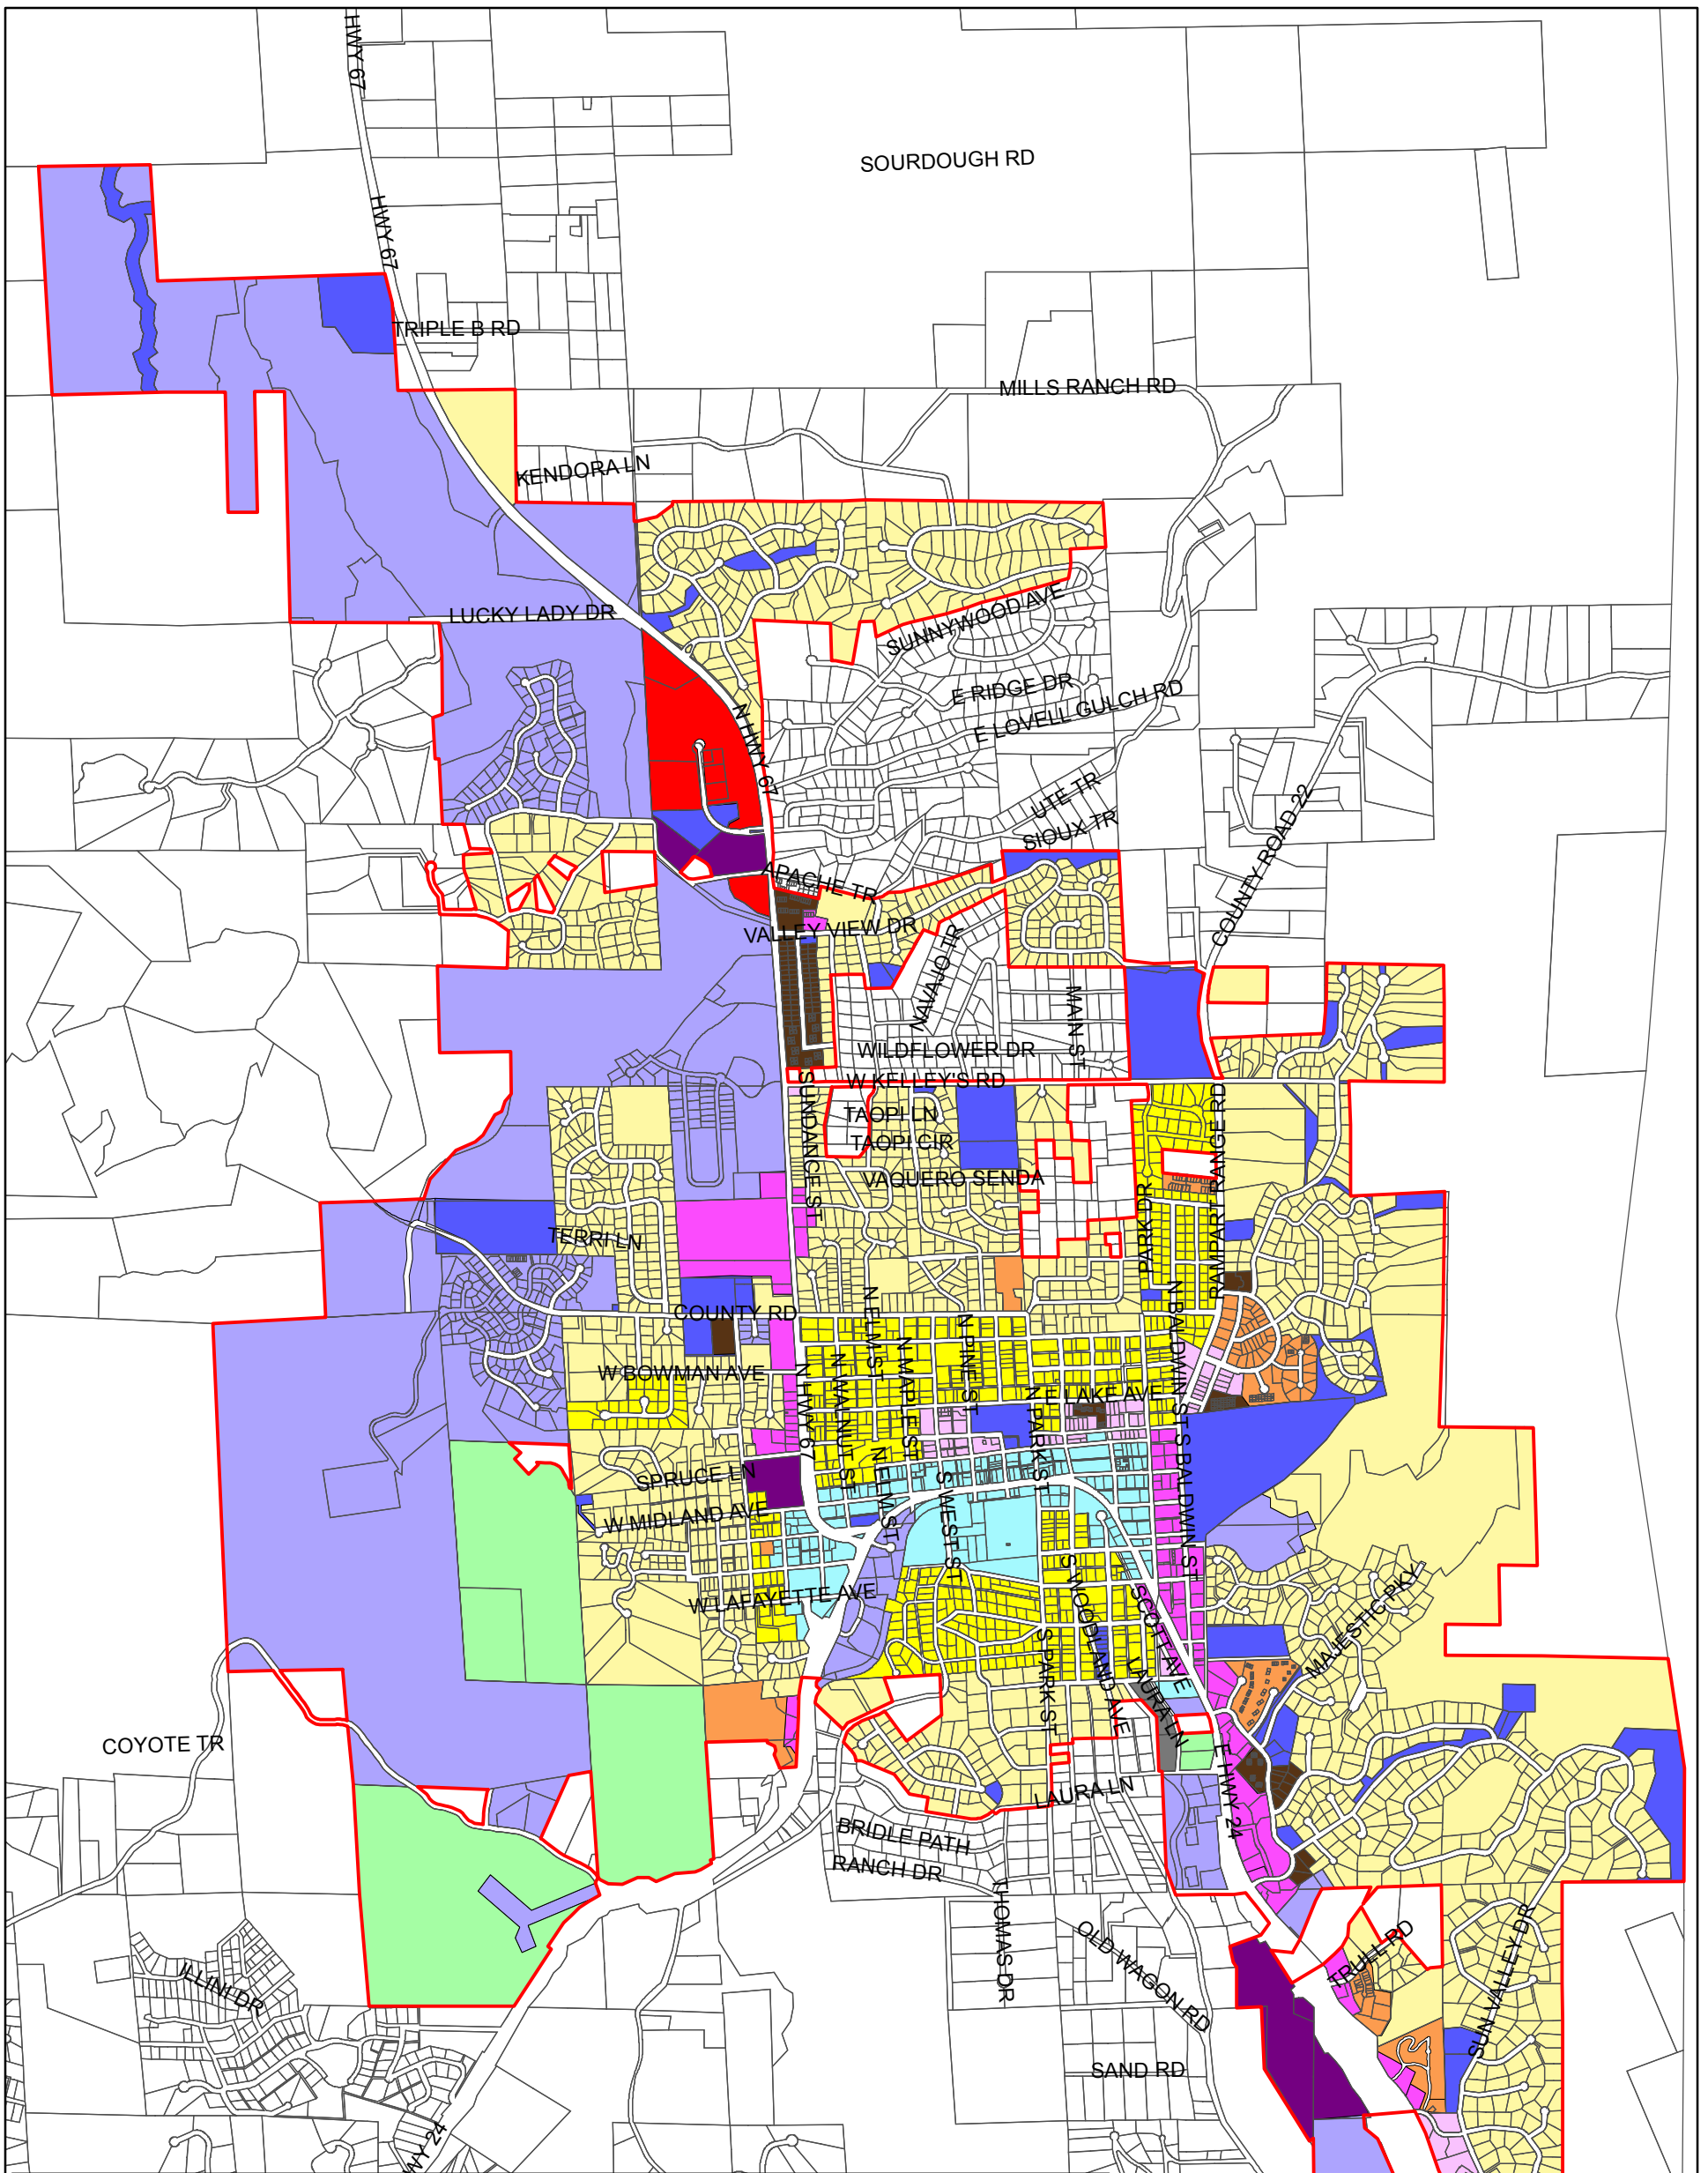 HWY 67
SOURDOUGH RD
HWY 67
TRIPLE B RD
MILLS RANCH RD
KENDORA LN
LUCKY LADY DR
SUNNYWOOD AVE
E RIDGE DR
E LOVELL GULCH RD
N HWY 67
UTE TR
SIOUX TR
COUNTY ROAD 22
APACHE TR
VALLEY VIEW DR
NAVAJO TR
MAIN ST
WILDFLOWER DR
W KELLEY'S RD
SUNDANCE ST
TAOPI LN
TAOPI CIR
VAQUERO SENDA
PARK DR
RAMPART RANGE RD
TERRI LN
COUNTY RD
N ELM ST
N PINE ST
N BALDWIN ST
W BOWMAN AVE
N HWY 67
N WALNUT ST
N MAPLE ST
E LAKE AVE
N PARK ST
SPRUCE LN
N ELM ST
S WEST ST
S BALDWIN ST
W MIDLAND AVE
W LAFAYETTE AVE
S WOODLAND AVE
SCOTT AVE
MAJESTIC PKY
S PARK ST
LAURA LN
COYOTE TR
E HWY 24
LAURA LN
BRIDLE PATH
RANCH DR
THOMAS DR
OLD WAGON RD
TRULL RD
SUN VALLEY DR
ILLINI DR
SAND RD
WY 24